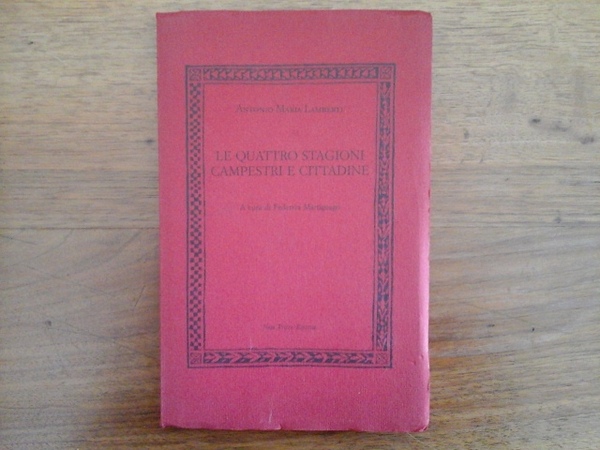 ANTONIO MARIA LAMBERTI
LE QUATTRO STAGIONI
CAMPESTRI E CITTADINE
A cura di